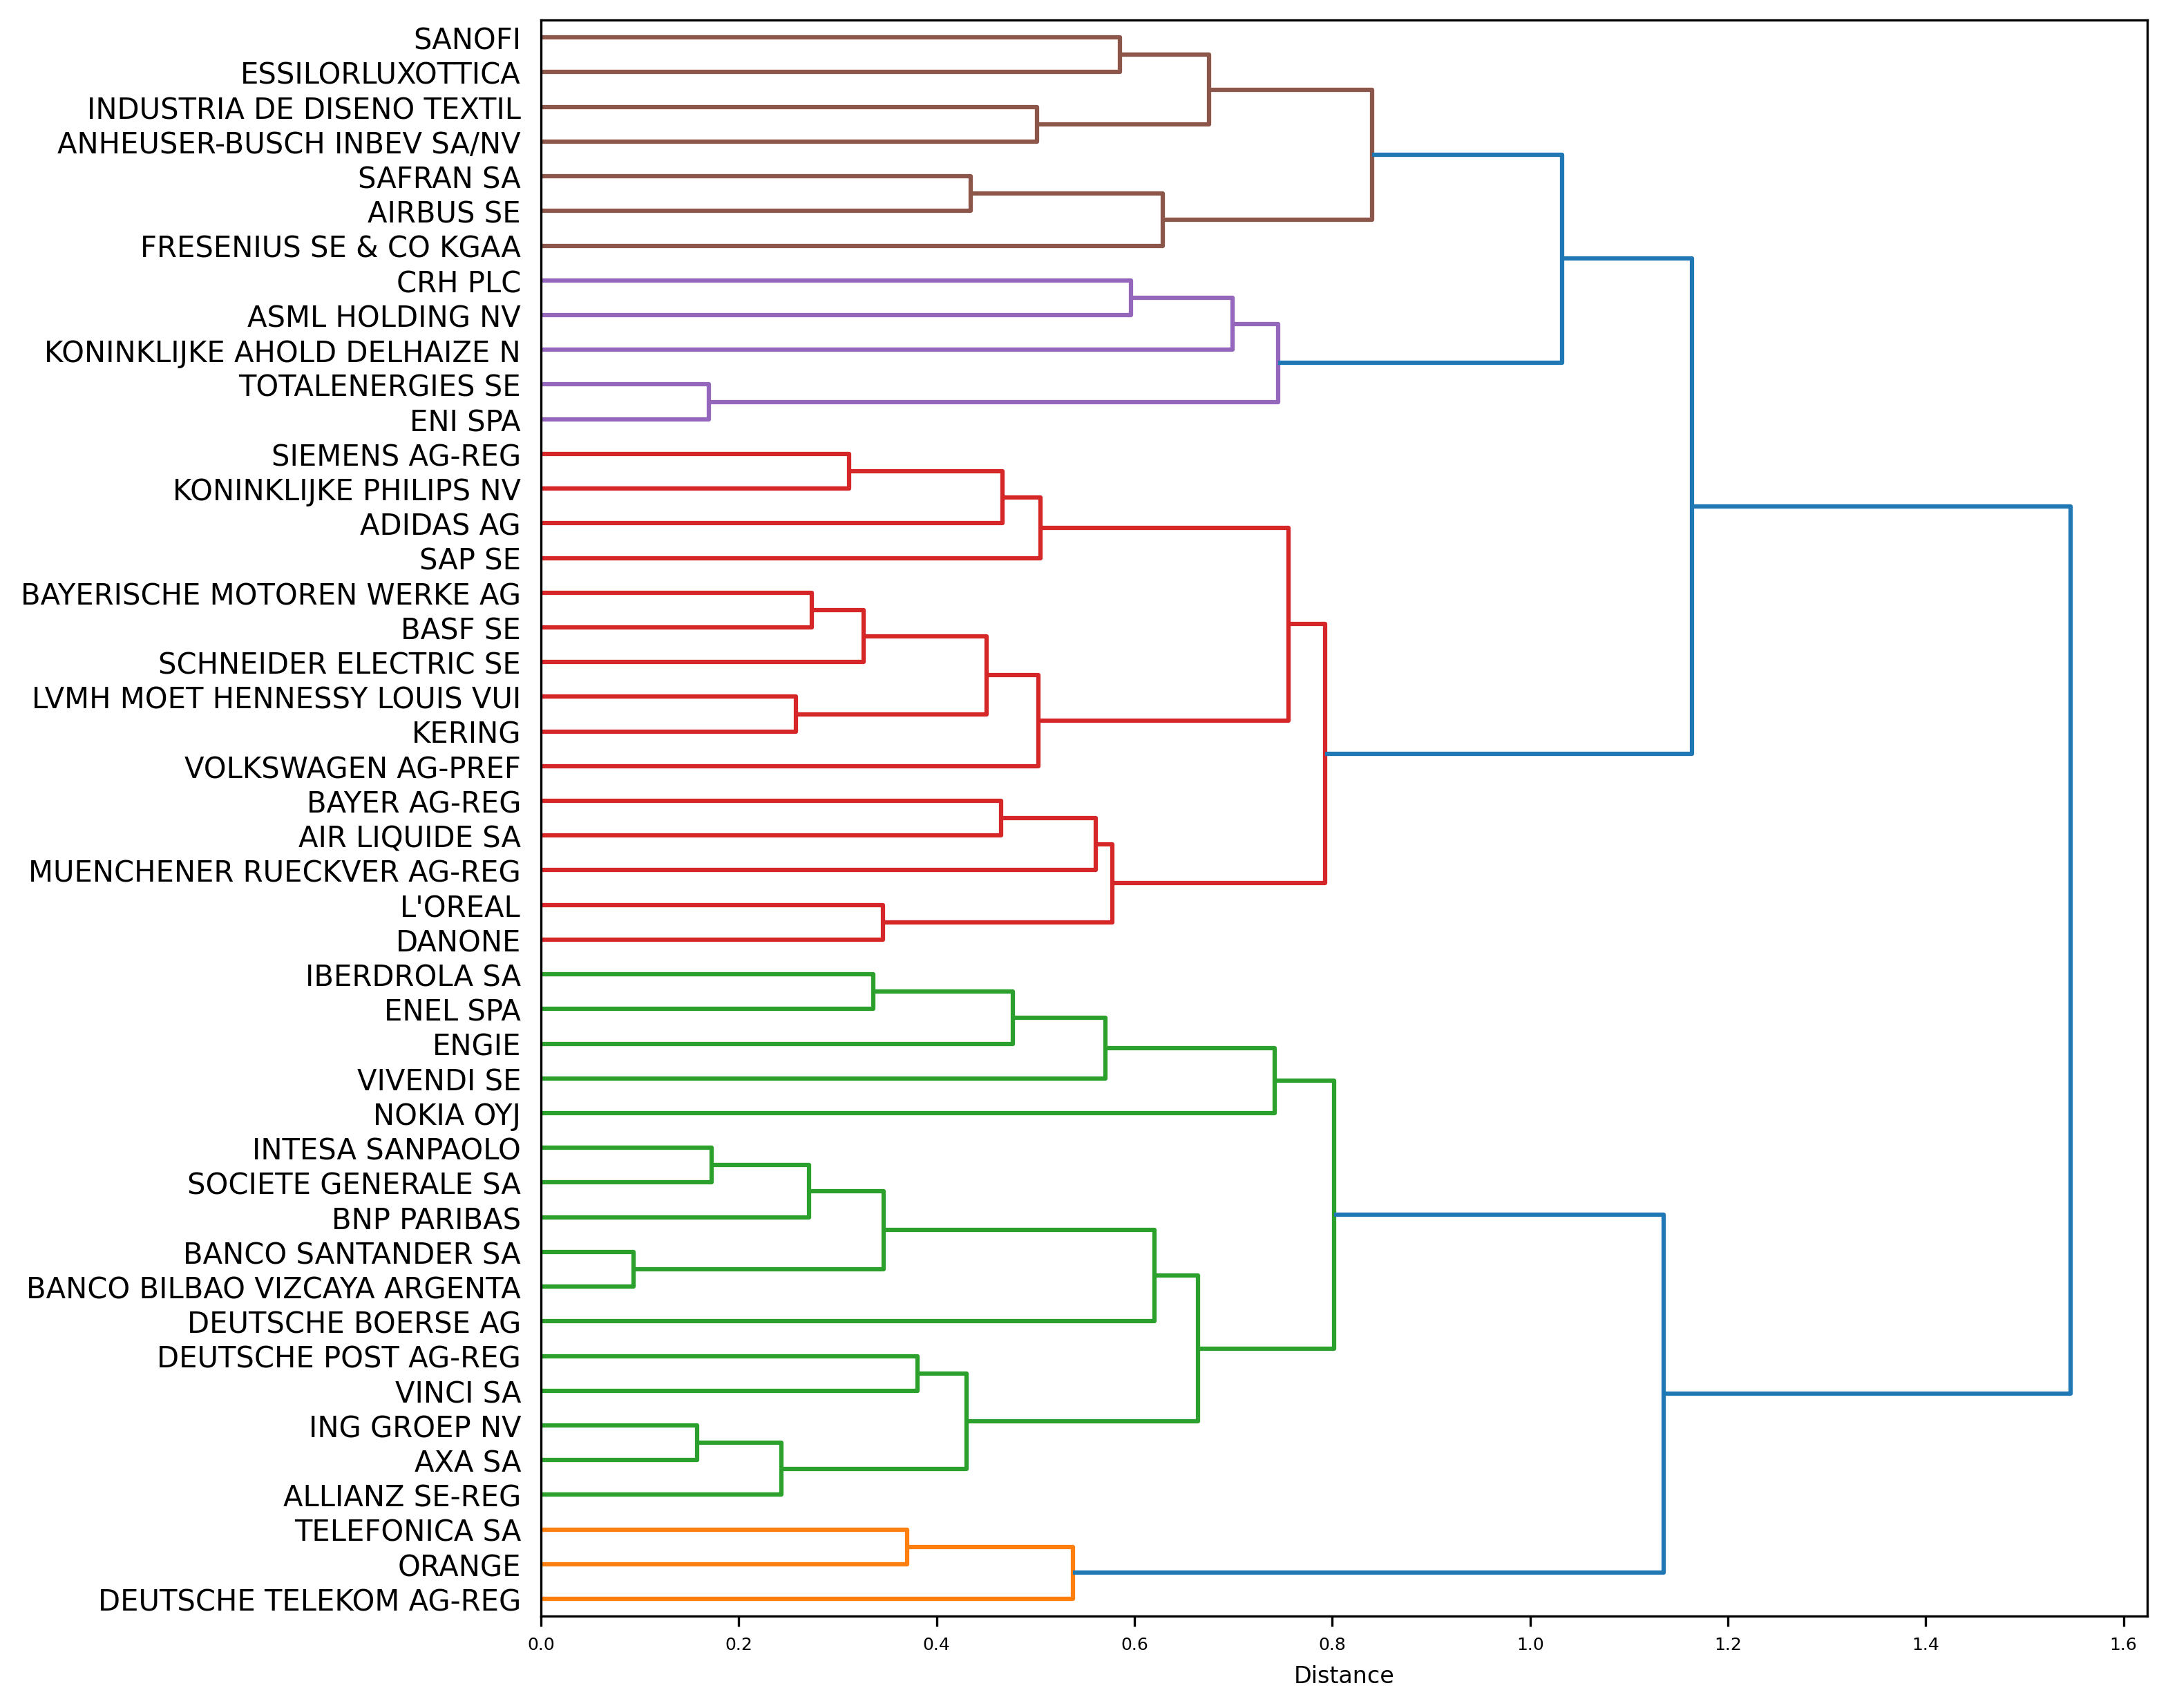 SANOFI
ESSILORLUXOTTICA
INDUSTRIA DE DISENO TEXTIL
ANHEUSER-BUSCH INBEV SA/NV
SAFRAN SA
AIRBUS SE
FRESENIUS SE & CO KGAA
CRH PLC
ASML HOLDING NV
KONINKLIJKE AHOLD DELHAIZE N
TOTALENERGIES SE
ENI SPA
SIEMENS AG-REG
KONINKLIJKE PHILIPS NV
ADIDAS AG
SAP SE
BAYERISCHE MOTOREN WERKE AG
BASF SE
SCHNEIDER ELECTRIC SE
LVMH MOET HENNESSY LOUIS VUI
KERING
VOLKSWAGEN AG-PREF
BAYER AG-REG
AIR LIQUIDE SA
MUENCHENER RUECKVER AG-REG
L'OREAL
DANONE
IBERDROLA SA
ENEL SPA
ENGIE
VIVENDI SE
NOKIA OYJ
INTESA SANPAOLO
SOCIETE GENERALE SA
BNP PARIBAS
BANCO SANTANDER SA
BANCO BILBAO VIZCAYA ARGENTA
DEUTSCHE BOERSE AG
DEUTSCHE POST AG-REG
VINCI SA
ING GROEP NV
AXA SA
ALLIANZ SE-REG
TELEFONICA SA
ORANGE
DEUTSCHE TELEKOM AG-REG
0.0 0.2 0.4 0.6 0.8 1.0 1.2 1.4 1.6
Distance